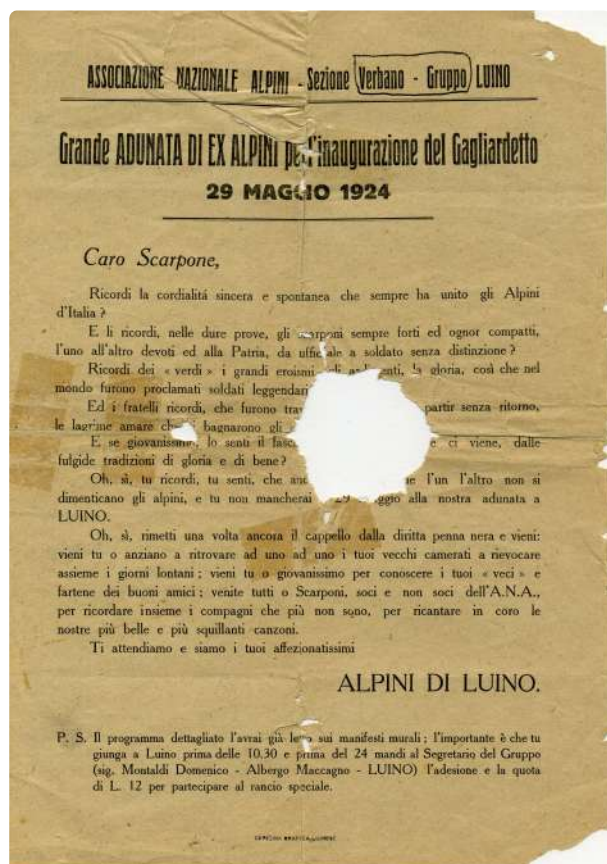 ASSOCIAZIONE NAZIONALE ALPINI - Sezione Verbano - Gruppo LUINO
Grande ADUNATA DI EX ALPINI per l'inaugurazione del Gagliardetto
29 MAGGIO 1924
Caro Scarpone,
Ricordi la cordialitá sincera e spontanea che sempre ha unito gli Alpini
d'Italia ?
E li ricordi, nelle dure prove, gli scarponi sempre forti ed ognor compatti,
l'uno all'altro devoti ed alla Patria, da ufficiale a soldato senza distinzione ?
Ricordi dei « verdi » i grandi eroismi, gli la gloria, così che nel
mondo furono proclamati soldati leggendari
Ed i fratelli ricordi, che furono partir senza ritorno,
le lagrime amare che bagnarono gli
E se giovanissimo, lo senti il e ci viene, dalle
fulgide tradizioni di gloria e di bene ?
Oh, sì, tu ricordi, tu senti, che l'un l'altro non si
dimenticano gli alpini, e tu non mancherai 29 maggio alla nostra adunata a
LUINO.
Oh, sì, rimetti una volta ancora il cappello dalla diritta penna nera e vieni:
vieni tu o anziano a ritrovare ad uno ad uno i tuoi vecchi camerati a rievocare
assieme i giorni lontani ; vieni tu o giovanissimo per conoscere i tuoi « veci » e
fartene dei buoni amici ; venite tutti o Scarponi, soci e non soci dell'A.N.A.,
per ricordare insieme i compagni che più non sono, per ricantare in coro le
nostre più belle e più squillanti canzoni.
Ti attendiamo e siamo i tuoi affezionatissimi
ALPINI DI LUINO.
P. S. Il programma dettagliato l'avrai già letto sui manifesti murali ; l'importante è che tu
giunga a Luino prima delle 10.30 e prima del 24 mandi al Segretario del Gruppo
(sig. Montaldi Domenico - Albergo Maccagno - LUINO) l'adesione e la quota
di L. 12 per partecipare al rancio speciale.